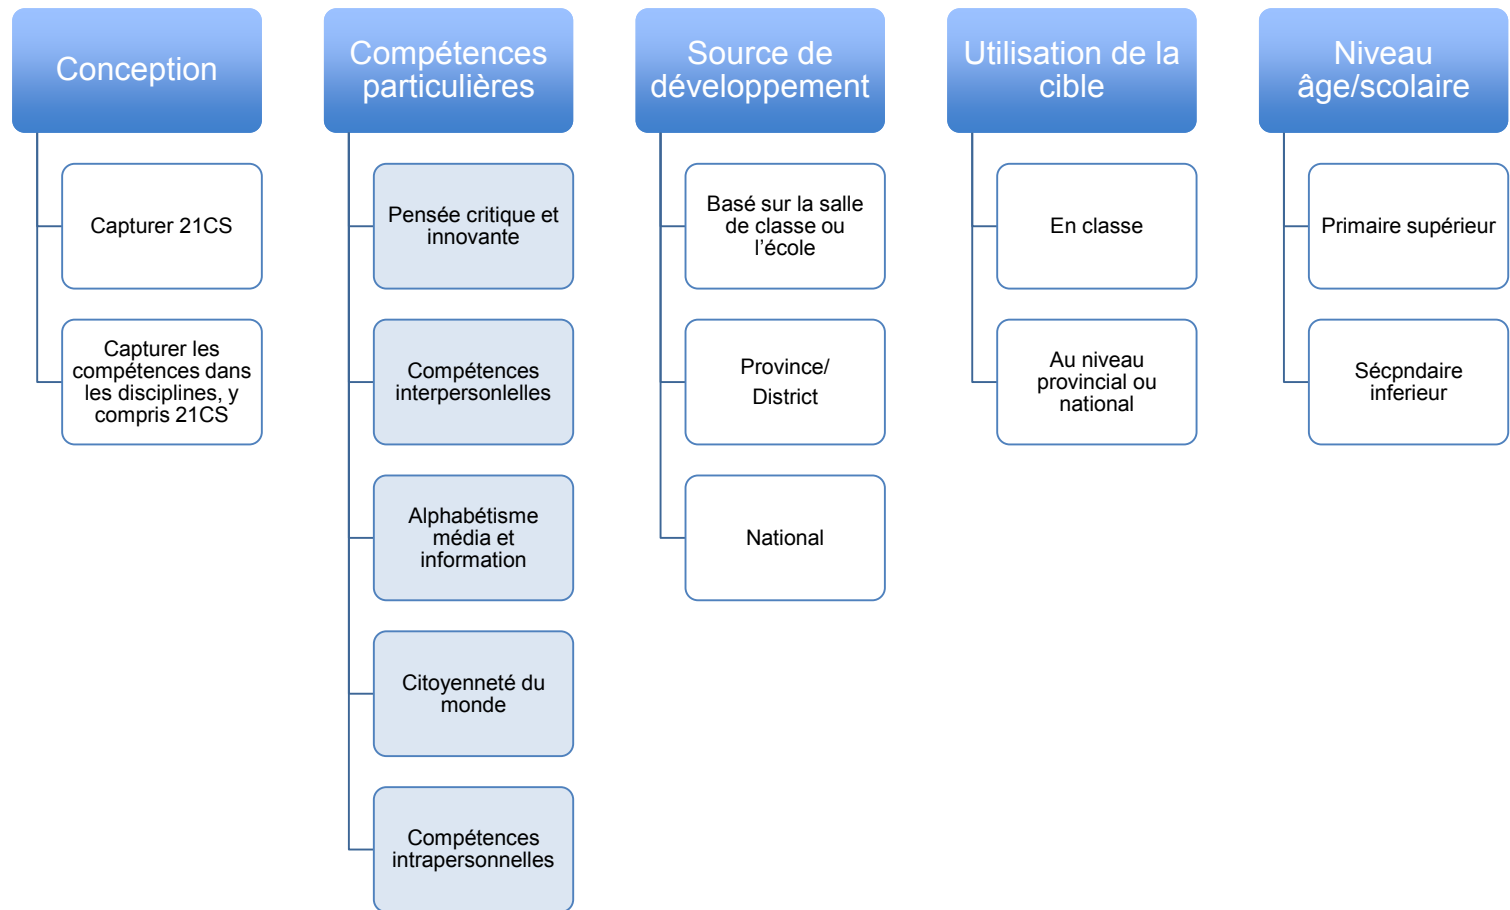 Conception
Capturer 21CS
Capturer les
compétences dans
les disciplines, y
compris 21CS
Compétences
particulières
Pensée critique et
innovante
Compétences
interpersonlelles
Alphabétisme
média et
information
Citoyenneté du
monde
Compétences
intrapersonnelles
Source de
développement
Basé sur la salle
de classe ou
l’école
Province/
District
National
Utilisation de la
cible
En classe
Au niveau
provincial ou
national
Niveau
âge/scolaire
Primaire supérieur
Sécpndaire
inferieur